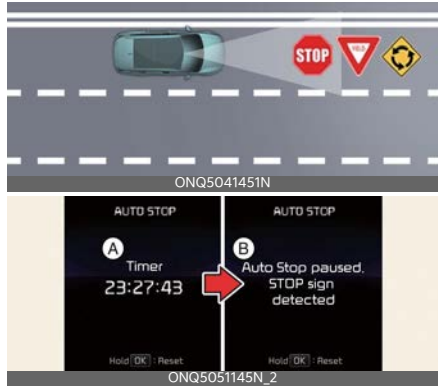 STOP
YIELD
ONQ5041451N
AUTO STOP
A
Timer
23:27:43
Hold OK : Reset
AUTO STOP
B
Auto Stop paused,
STOP sign
detected
Hold OK : Reset
ONQ5051145N_2